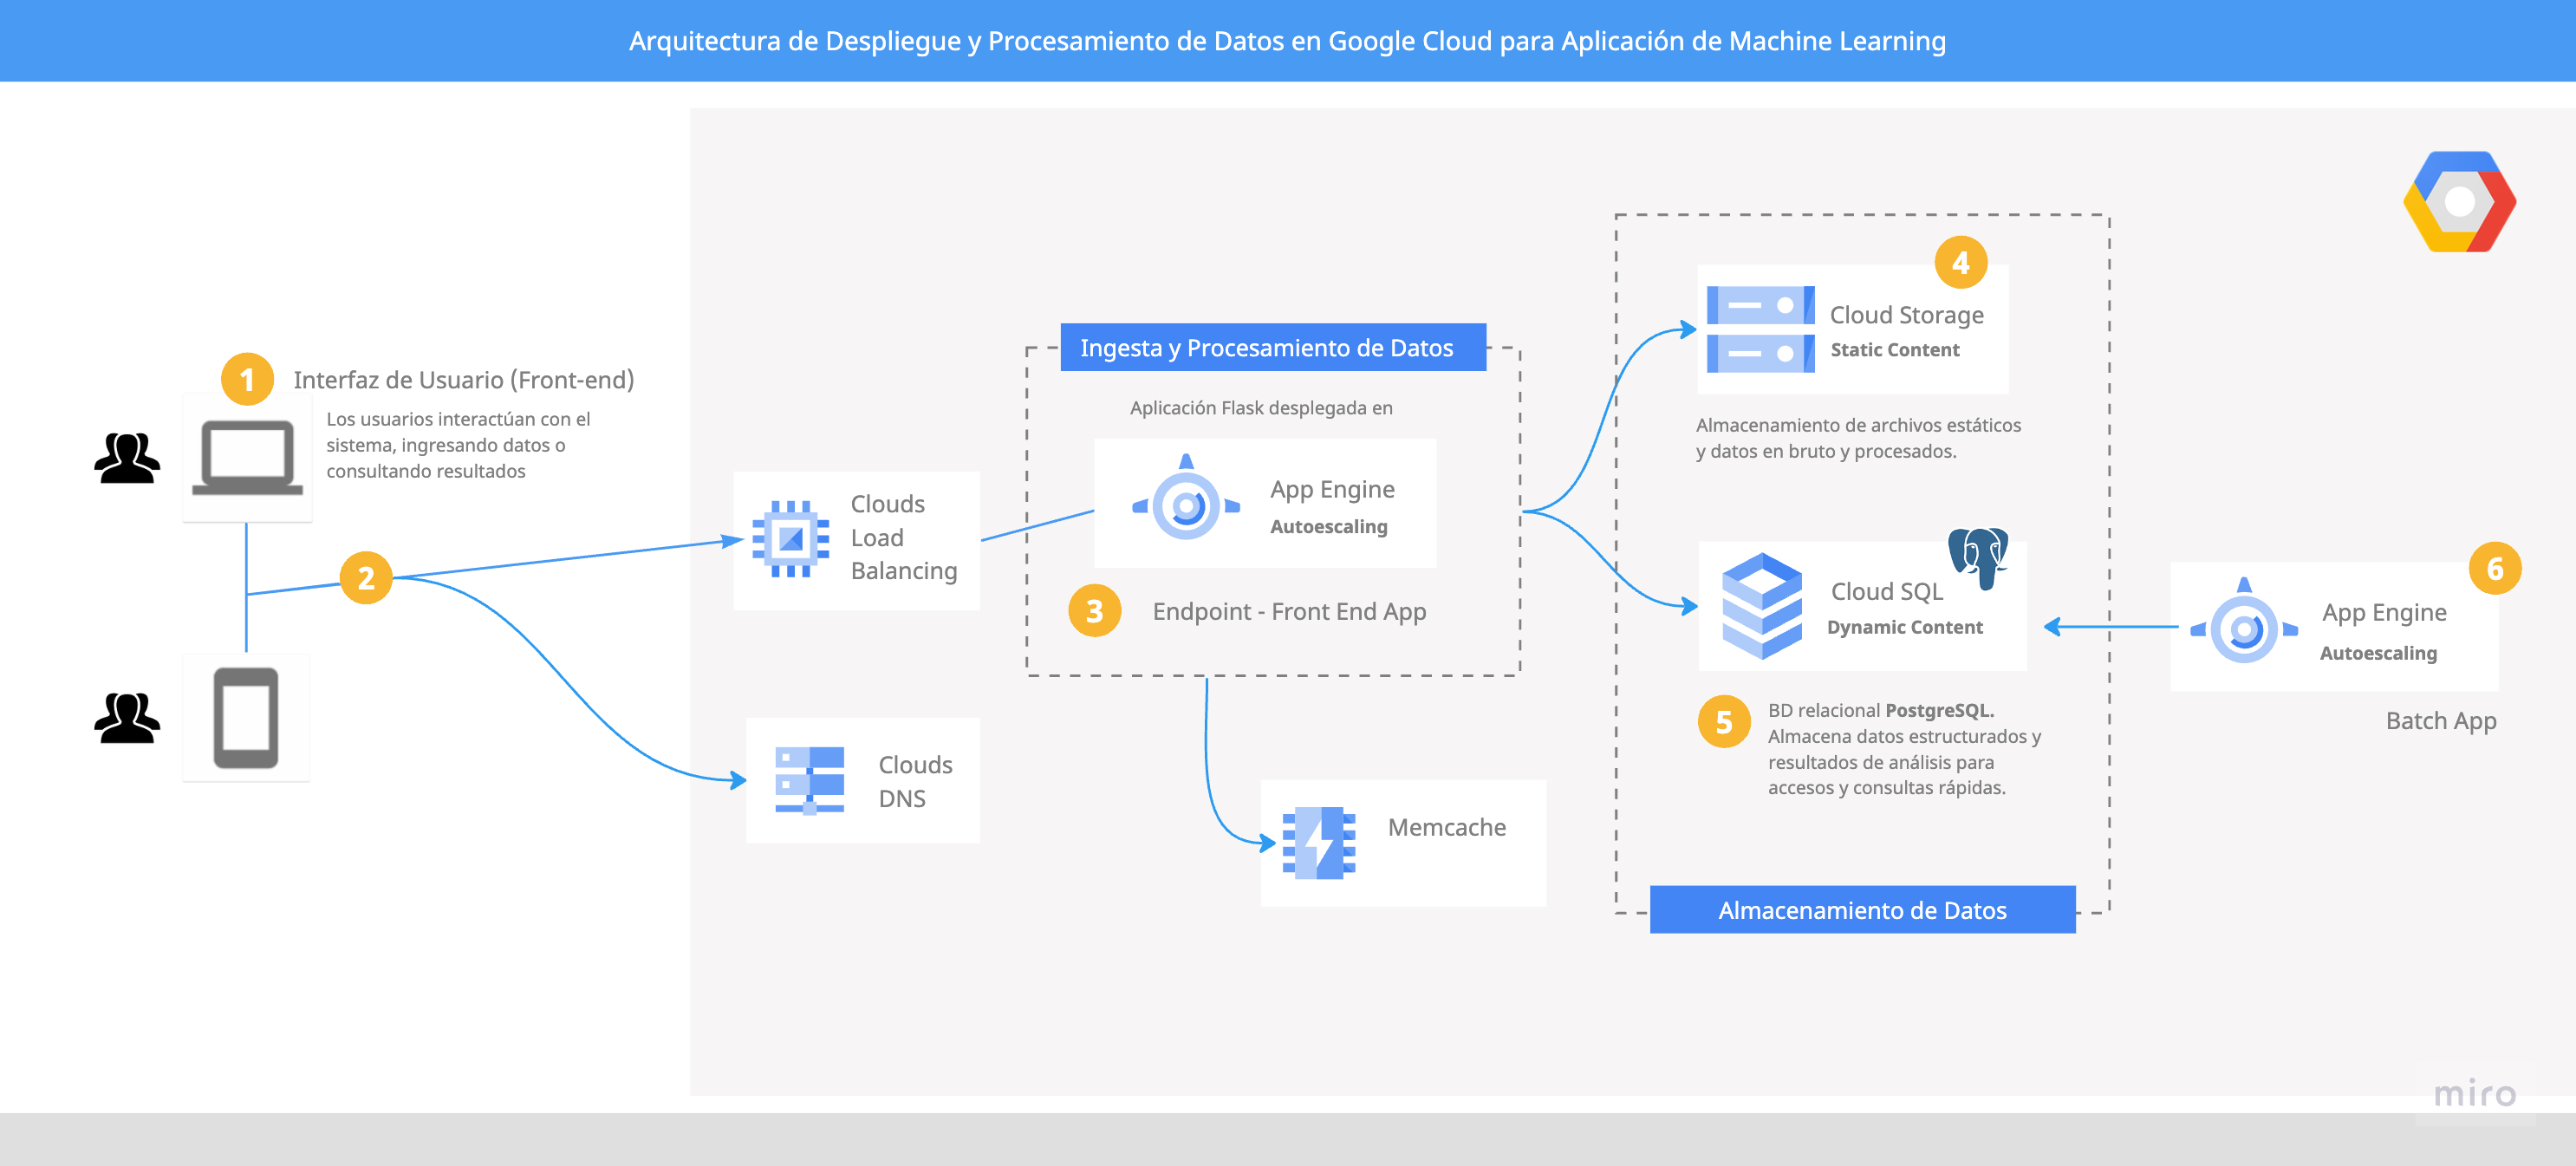 Arquitectura de Despliegue y Procesamiento de Datos en Google Cloud para Aplicación de Machine Learning
1
Interfaz de Usuario (Front-end)
Los usuarios interactúan con el
sistema, ingresando datos o
consultando resultados
2
Clouds
Load
Balancing
Clouds
DNS
Ingesta y Procesamiento de Datos
Aplicación Flask desplegada en
App Engine
Autoescaling
3
Endpoint - Front End App
Memcache
4
Cloud Storage
Static Content
Almacenamiento de archivos estáticos
y datos en bruto y procesados.
Cloud SQL
Dynamic Content
5
BD relacional PostgreSQL.
Almacena datos estructurados y
resultados de análisis para
accesos y consultas rápidas.
Almacenamiento de Datos
6
App Engine
Autoescaling
Batch App
miro